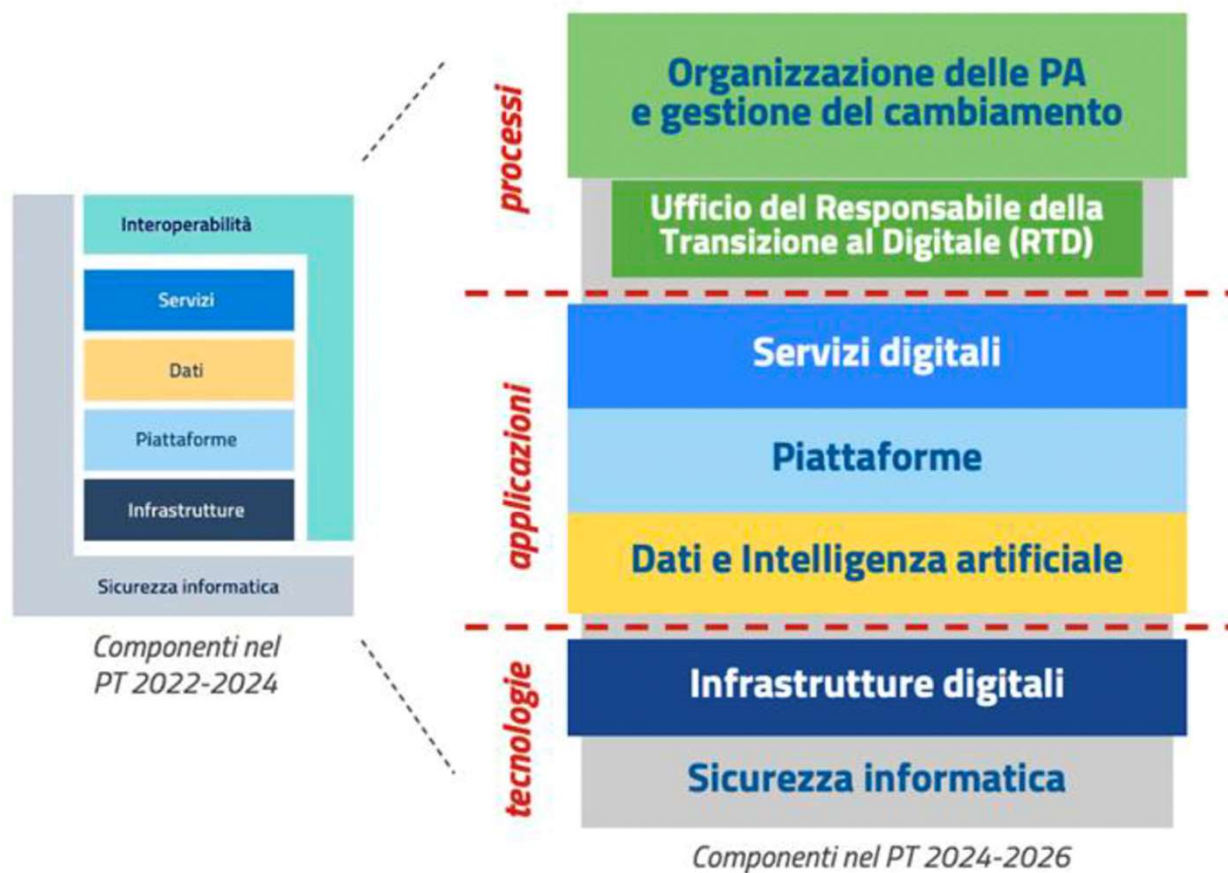 Interoperabilità
Servizi
Dati
Piattaforme
Infrastrutture
Sicurezza informatica
Componenti nel
PT 2022-2024
processi
Organizzazione delle PA
e gestione del cambiamento
Ufficio del Responsabile della
Transizione al Digitale (RTD)
applicazioni
Servizi digitali
Piattaforme
Dati e Intelligenza artificiale
tecnologie
Infrastrutture digitali
Sicurezza informatica
Componenti nel PT 2024-2026